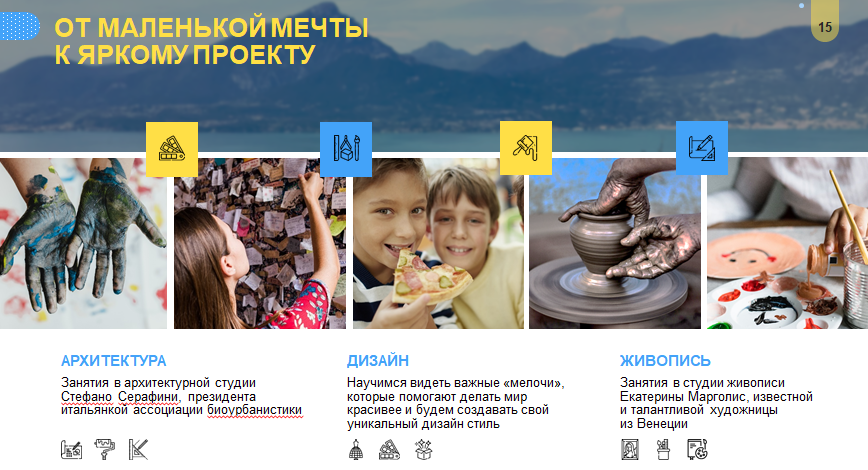 ОТ МАЛЕНЬКОЙ МЕЧТЫ
К ЯРКОМУ ПРОЕКТУ
15
АРХИТЕКТУРА
Занятия в архитектурной студии
Стефано Серафини, президента
итальянкой ассоциации биоурбанистики
ДИЗАЙН
Научимся видеть важные «мелочи»,
которые помогают делать мир
красивее и будем создавать свой
уникальный дизайн стиль
ЖИВОПИСЬ
Занятия в студии живописи
Екатерины Марголис, известной
и талантливой художницы
из Венеции